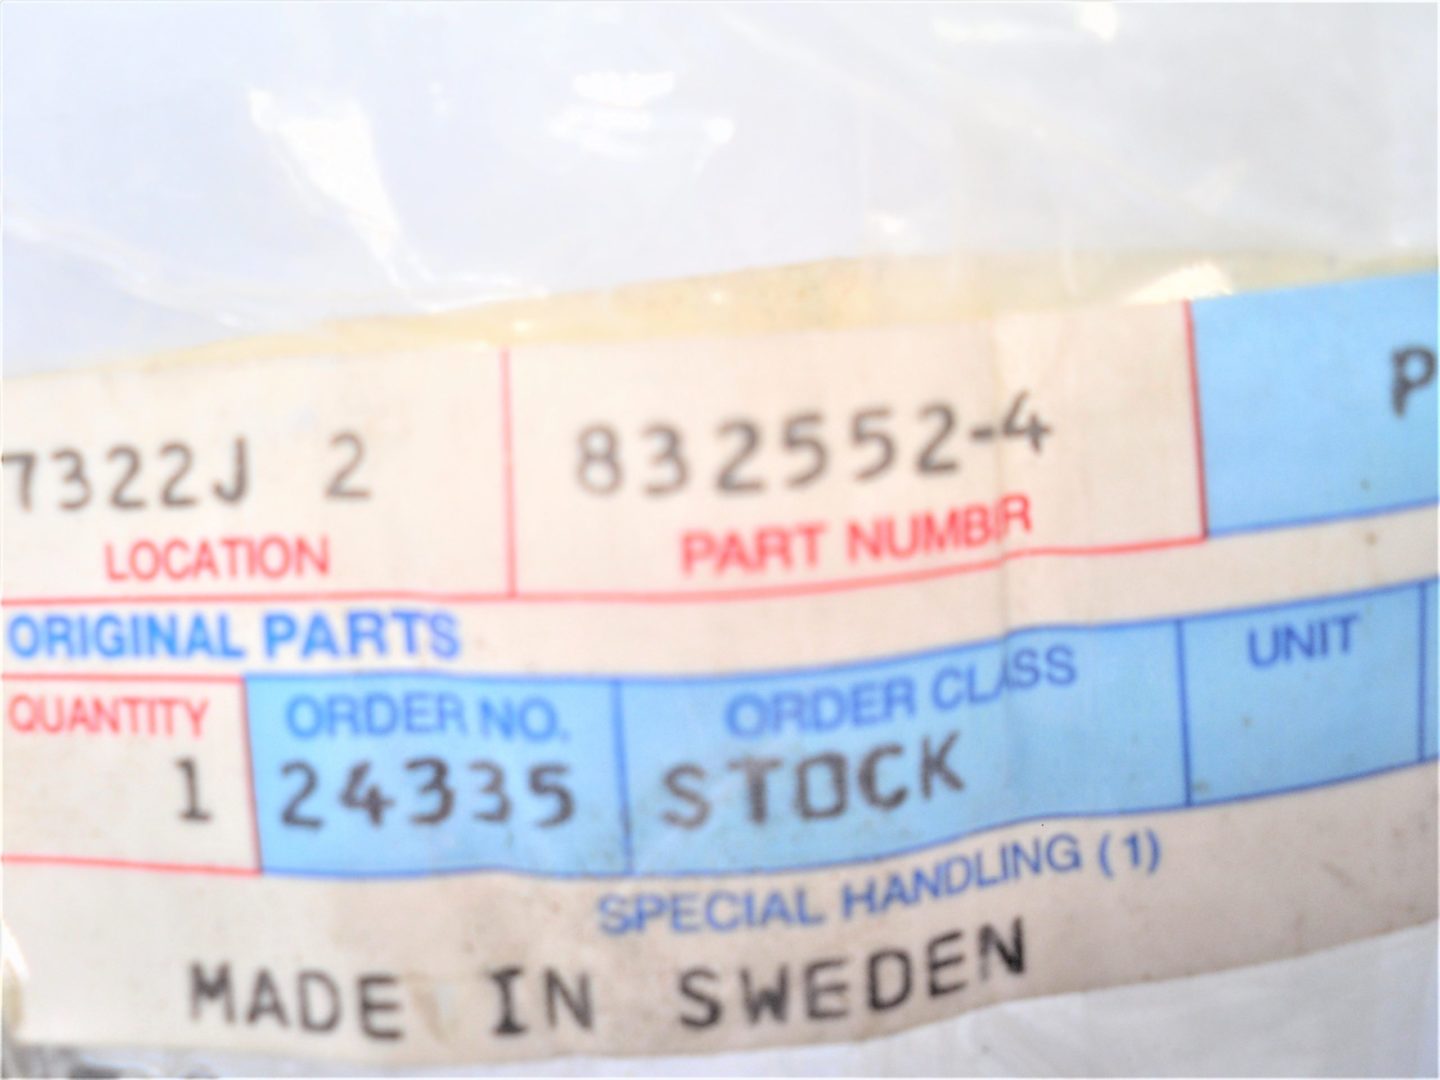 7322J 2 832552-4 P
LOCATION PART NUMBER
ORIGINAL PARTS
QUANTITY ORDER NO. ORDER CLASS UNIT
1 24335 STOCK
SPECIAL HANDLING (1)
MADE IN SWEDEN